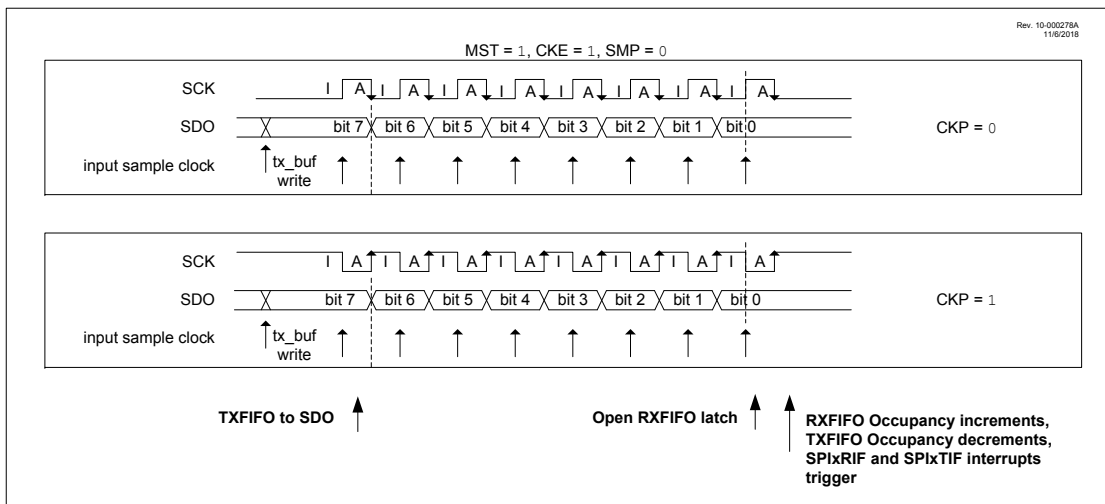 Rev. 10-000278A
11/6/2018
MST = 1, CKE = 1, SMP = 0
SCK I A I A I A I A I A I A I A I A
SDO bit 7 bit 6 bit 5 bit 4 bit 3 bit 2 bit 1 bit 0
CKP = 0
input sample clock
tx_buf
write
SCK I A I A I A I A I A I A I A I A
SDO bit 7 bit 6 bit 5 bit 4 bit 3 bit 2 bit 1 bit 0
CKP = 1
input sample clock
tx_buf
write
TXFIFO to SDO
Open RXFIFO latch
RXFIFO Occupancy increments,
TXFIFO Occupancy decrements,
SPIxRIF and SPIxTIF interrupts
trigger